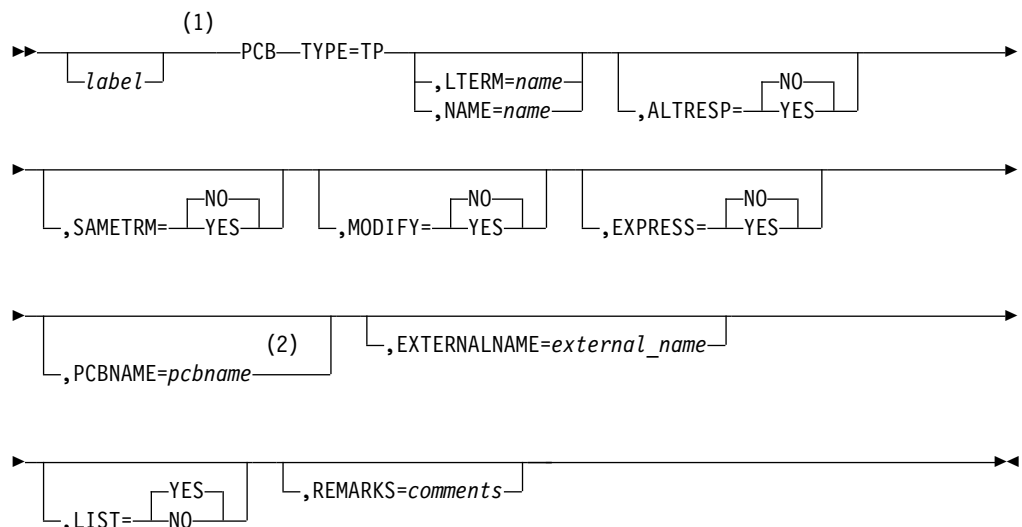 (1)
PCB TYPE=TP
label
,LTERM=name
,NAME=name
,ALTRESP=
NO
YES
,SAMETRM=
NO
YES
,MODIFY=
NO
YES
,EXPRESS=
NO
YES
(2)
,PCBNAME=pcbname
,EXTERNALNAME=external_name
,LIST=
YES
NO
,REMARKS=comments